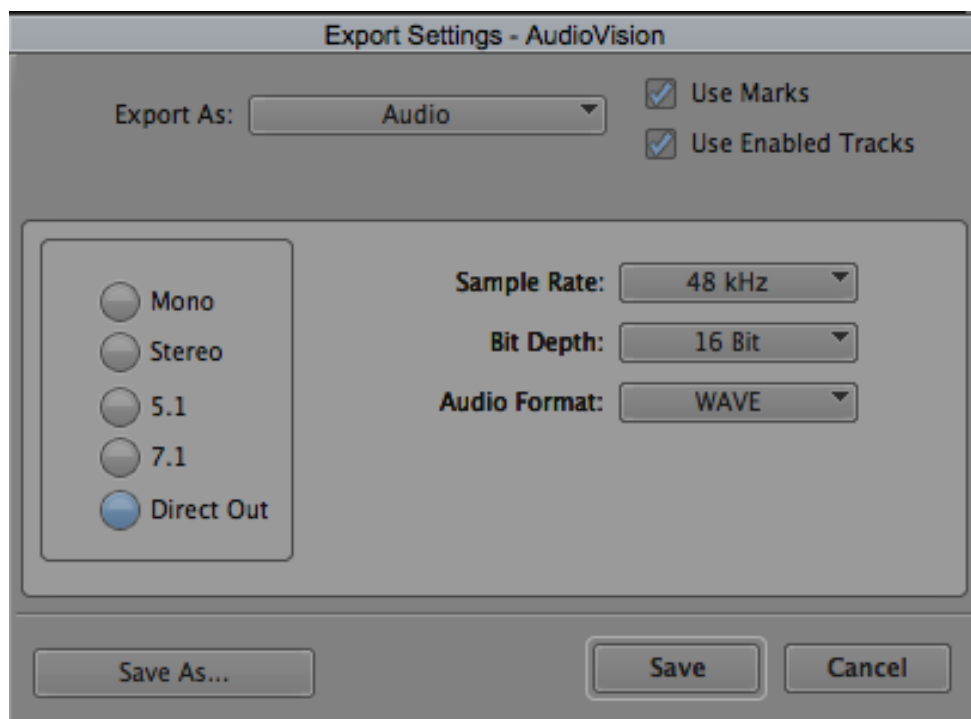 Export Settings - AudioVision
Export As: Audio
Use Marks
Use Enabled Tracks
Mono
Stereo
5.1
7.1
Direct Out
Sample Rate: 48 kHz
Bit Depth: 16 Bit
Audio Format: WAVE
Save As...
Save
Cancel